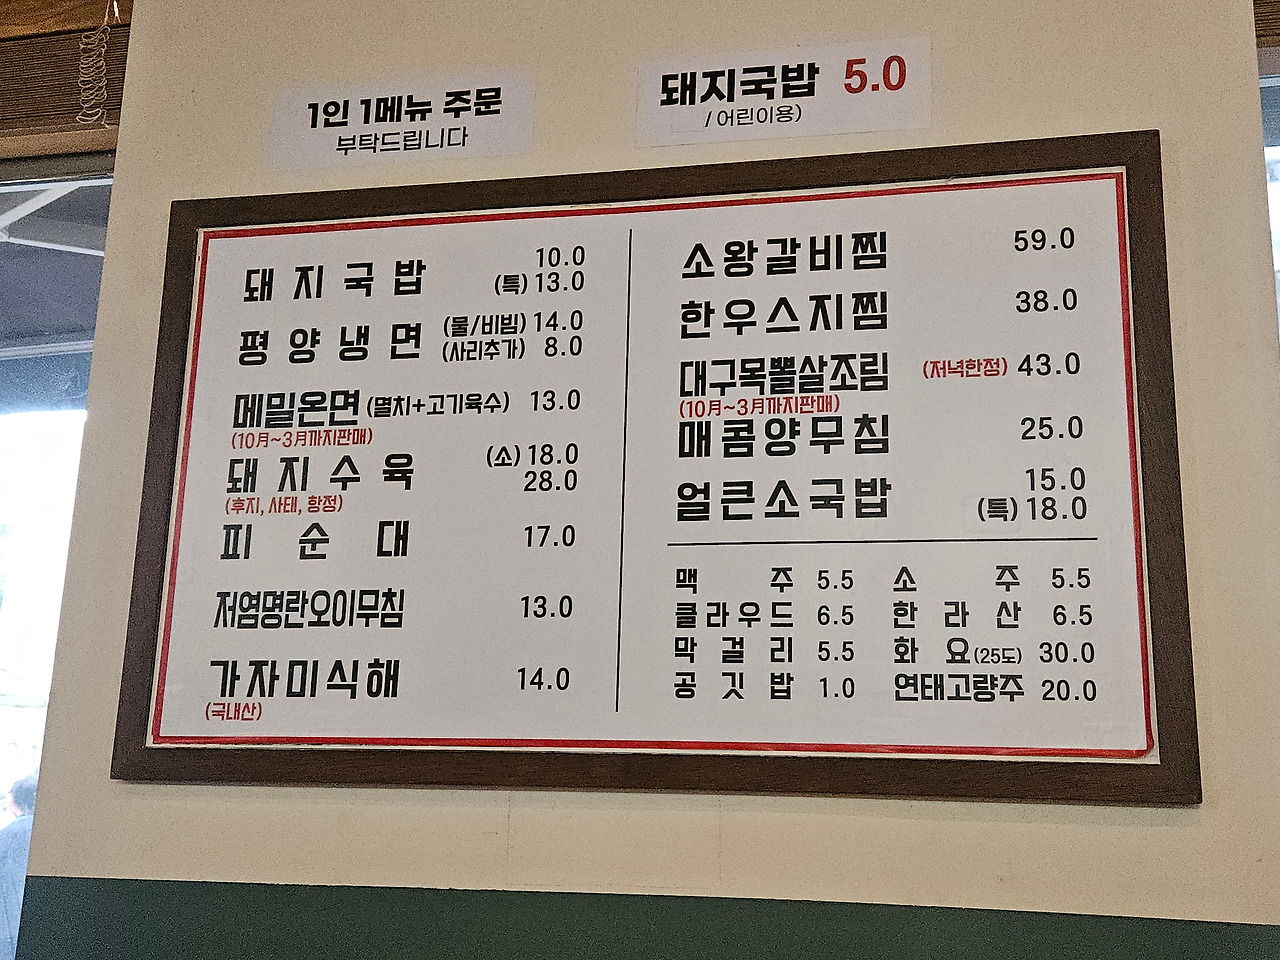 1인 1메뉴 주문
부탁드립니다
돼지국밥 5.0
/ 어린이용)
돼지국밥 10.0
(특) 13.0
평양냉면 (물/비빔) 14.0
(사리추가) 8.0
메밀온면 (멸치+고기육수) 13.0
(10月~3月까지판매)
돼지수육 (소) 18.0
28.0
(후지, 사태, 항정)
피순대 17.0
저염명란오이무침 13.0
가자미식해 14.0
(국내산)
소왕갈비찜 59.0
한우스지찜 38.0
대구목뽈살조림 (저녁한정) 43.0
(10月~3月까지판매)
매콤양무침 25.0
얼큰소국밥 15.0
(특) 18.0
맥주 5.5 소주 5.5
클라우드 6.5 한라산 6.5
막걸리 5.5 화요(25도) 30.0
공깃밥 1.0 연태고량주 20.0